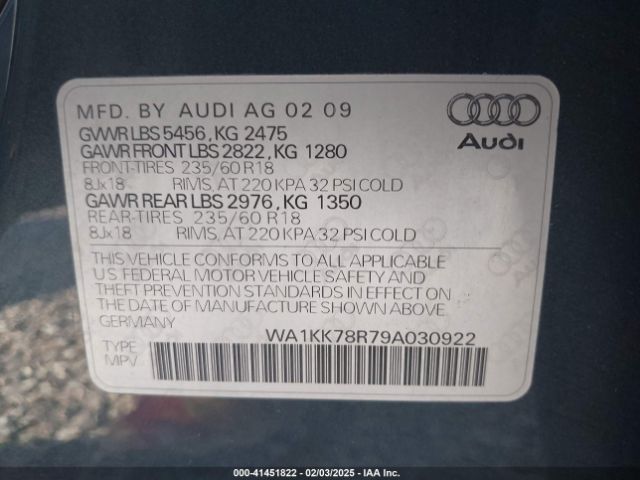 MFD. BY AUDI AG 02 09
GVWR LBS 5456, KG 2475
GAWR FRONT LBS 2822, KG 1280
FRONT-TIRES 235/60 R18
8Jx18 RIMS, AT 220 KPA 32 PSI COLD
GAWR REAR LBS 2976, KG 1350
REAR-TIRES 235/60 R18
8Jx18 RIMS, AT 220 KPA 32 PSI COLD
Audi
THIS VEHICLE CONFORMS TO ALL APPLICABLE
U.S. FEDERAL MOTOR VEHICLE SAFETY AND
THEFT PREVENTION STANDARDS IN EFFECT ON
THE DATE OF MANUFACTURE SHOWN ABOVE
GERMANY WA1KK78R79A030922
TYPE
MPV
000-41451822 - 02/03/2025 - IAA Inc.